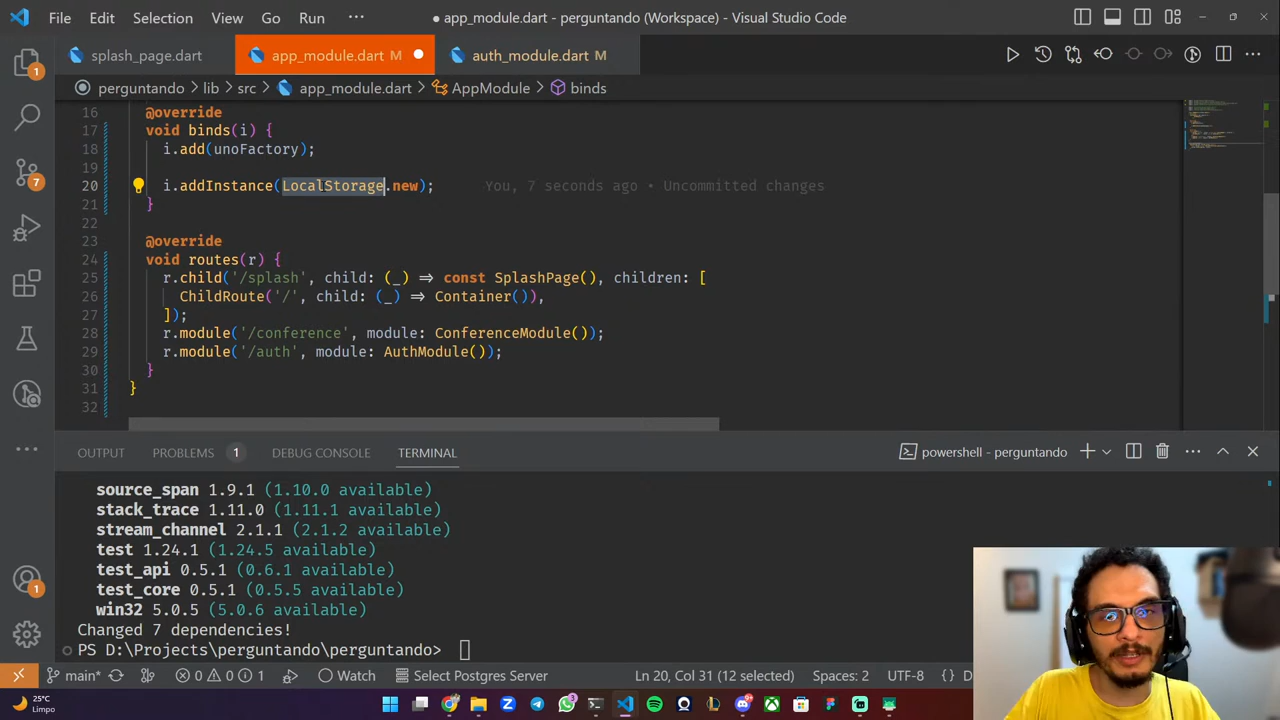 File Edit Selection View Go Run ··· ● app_module.dart - perguntando (Workspace) - Visual Studio Code
splash_page.dart app_module.dart M ● auth_module.dart M
perguntando > lib > src > app_module.dart > AppModule > binds
16 @override
17 void binds(i) {
18 i.add(unoFactory);
19
20 i.addInstance(LocalStorage.new); You, 7 seconds ago • Uncommitted changes
21 }
22
23 @override
24 void routes(r) {
25 r.child('/splash', child: (_) => const SplashPage(), children: [
26 ChildRoute('/', child: (_) => Container()),
27 ]);
28 r.module('/conference', module: ConferenceModule());
29 r.module('/auth', module: AuthModule());
30 }
31 }
32
OUTPUT PROBLEMS 1 DEBUG CONSOLE TERMINAL powershell - perguntando
source_span 1.9.1 (1.10.0 available)
stack_trace 1.11.0 (1.11.1 available)
stream_channel 2.1.1 (2.1.2 available)
test 1.24.1 (1.24.5 available)
test_api 0.5.1 (0.6.1 available)
test_core 0.5.1 (0.5.5 available)
win32 5.0.5 (5.0.6 available)
Changed 7 dependencies!
PS D:\Projects\perguntando\perguntando>
1
7
1
main* 0 0 1 Watch Select Postgres Server Ln 20, Col 31 (12 selected) Spaces: 2 UTF-8 {} D
25°C
Limpo
3